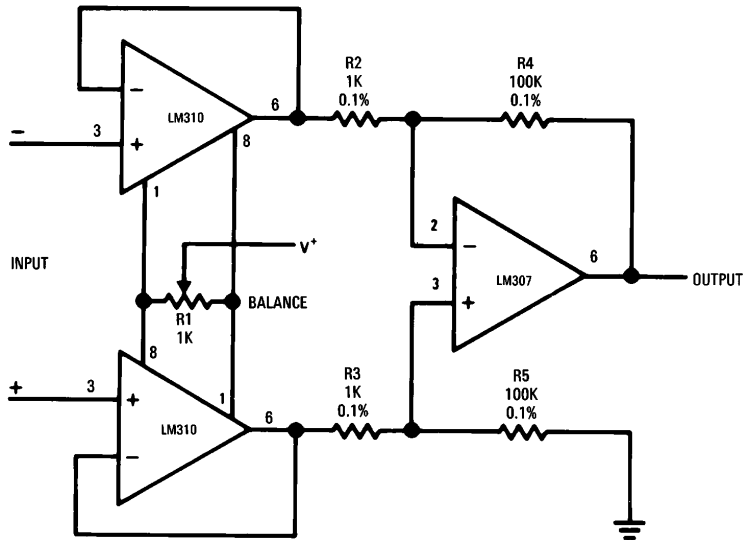 R2
1K
0.1%
R4
100K
0.1%
−
LM310
6
− 3
+
8
1
2
−
6
V+
INPUT
LM307
OUTPUT
3
+
BALANCE
R1
1K
8
R3
1K
0.1%
R5
100K
0.1%
+ 3
+
1
6
LM310
−